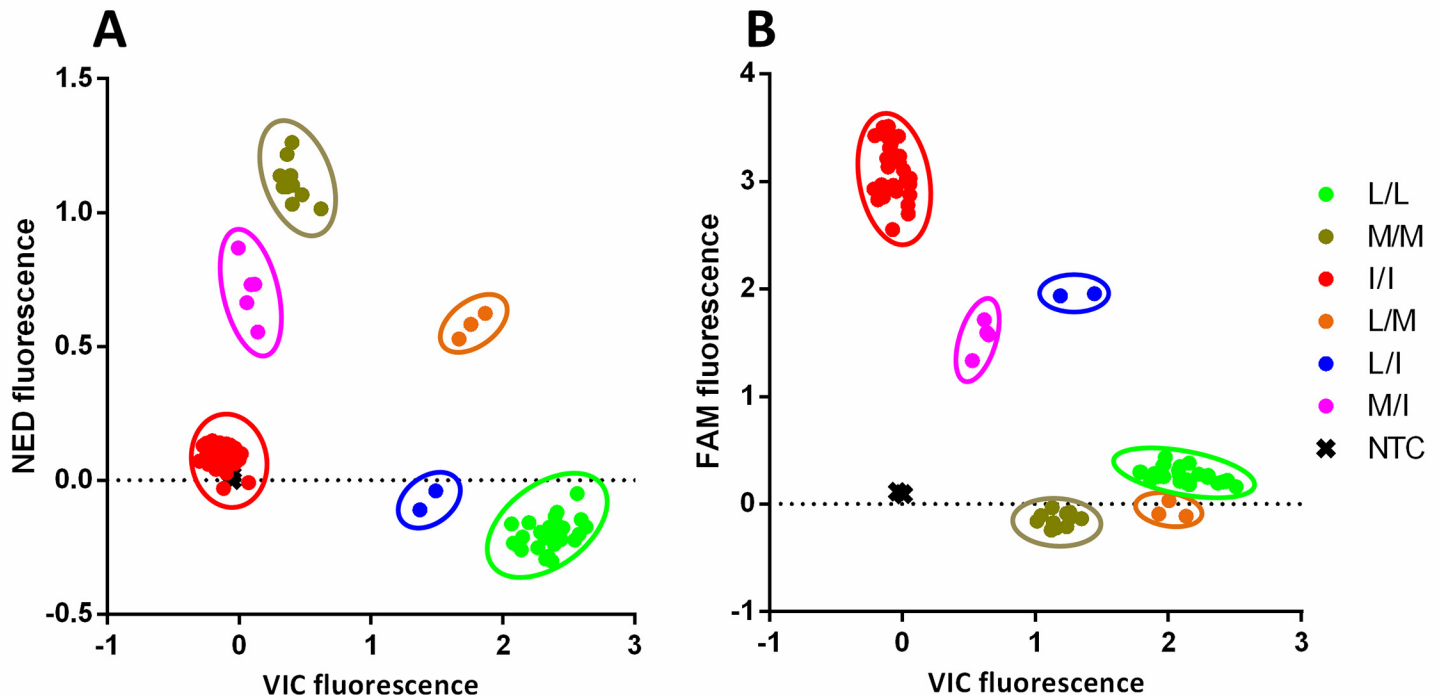 A
NED fluorescence
1.5
1.0
0.5
0.0
-0.5
-1
0
1
2
3
VIC fluorescence
B
FAM fluorescence
4
3
2
1
0
-1
-1
0
1
2
3
VIC fluorescence
L/L
M/M
I/I
L/M
L/I
M/I
NTC